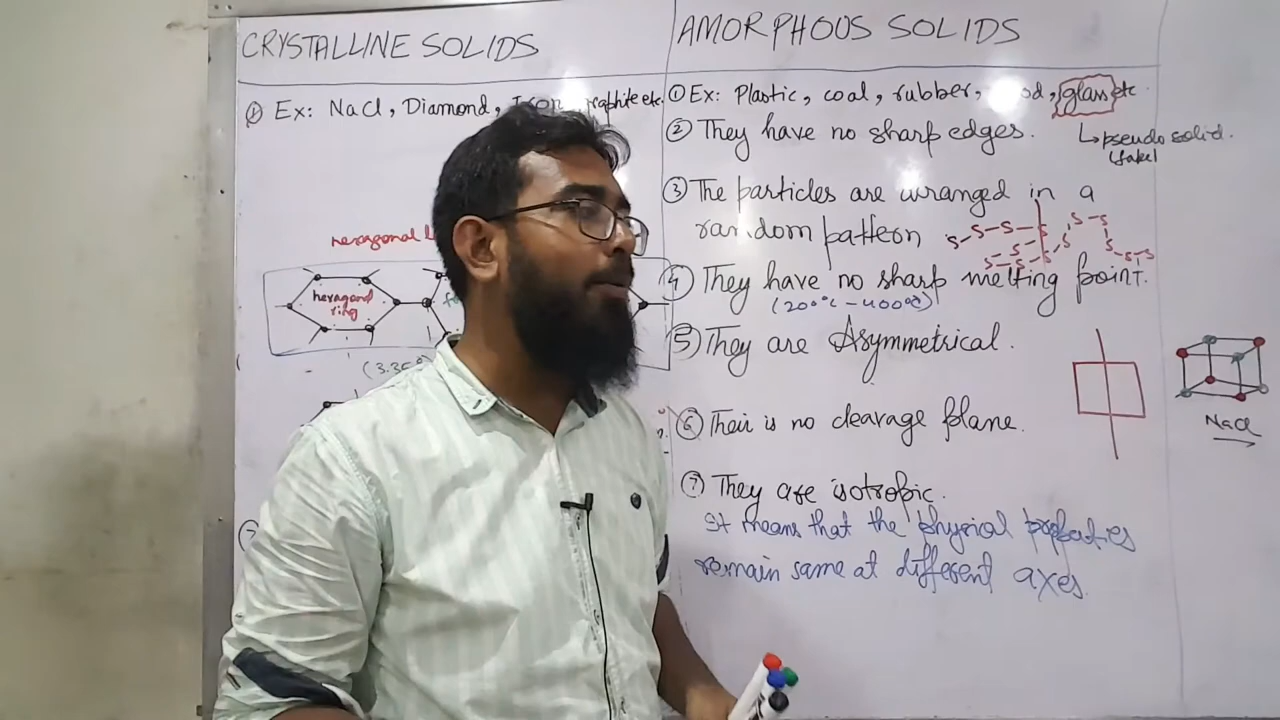 CRYSTALLINE SOLIDS
① Ex: NaCl, Diamond, Iron, graphite etc.
hexagonal
hexagonal
ring
(3.35
AMORPHOUS SOLIDS
① Ex: Plastic, coal, rubber, glass etc.
↳ pseudo solid.
(fake)
② They have no sharp edges.
③ The particles are arranged in a
random pattern
S-S-S-S S S S S S S-S S S-S-S S-S-S
④ They have no sharp melting point.
(200°C - 400°C)
⑤ They are Asymmetrical.
⑥ Their is no cleavage plane.
⑦ They are isotropic.
It means that the physical properties
remain same at different axes.
NaCl